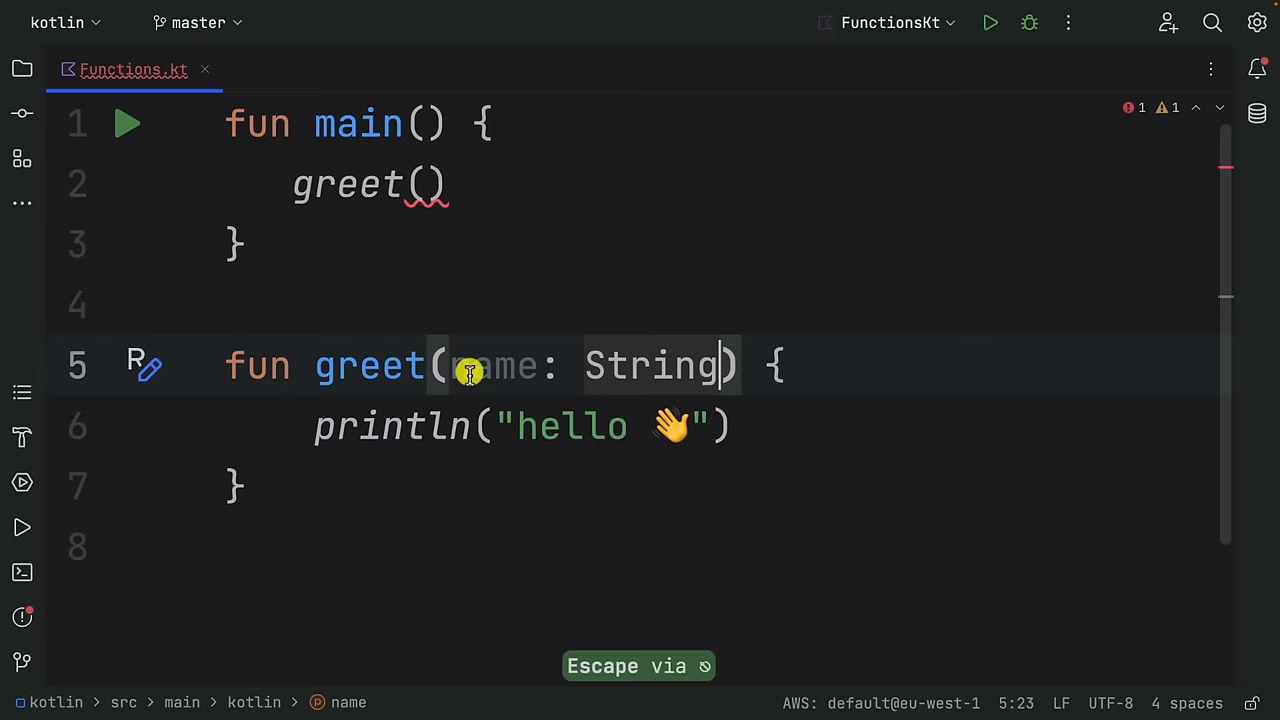 kotlin master FunctionsKt
Functions.kt
1 fun main() { 1 1
2 greet()
3 }
4
5 R fun greet(name: String) {
6 println("hello 👋")
7 }
8
Escape via ⎋
kotlin > src > main > kotlin > name AWS: default@eu-west-1 5:23 LF UTF-8 4 spaces